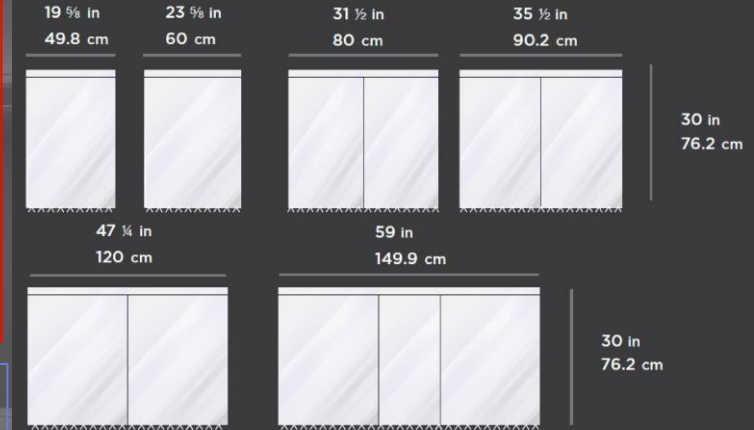 19 ⅝ in
49.8 cm
23 ⅝ in
60 cm
31 ½ in
80 cm
35 ½ in
90.2 cm
30 in
76.2 cm
47 ¼ in
120 cm
59 in
149.9 cm
30 in
76.2 cm